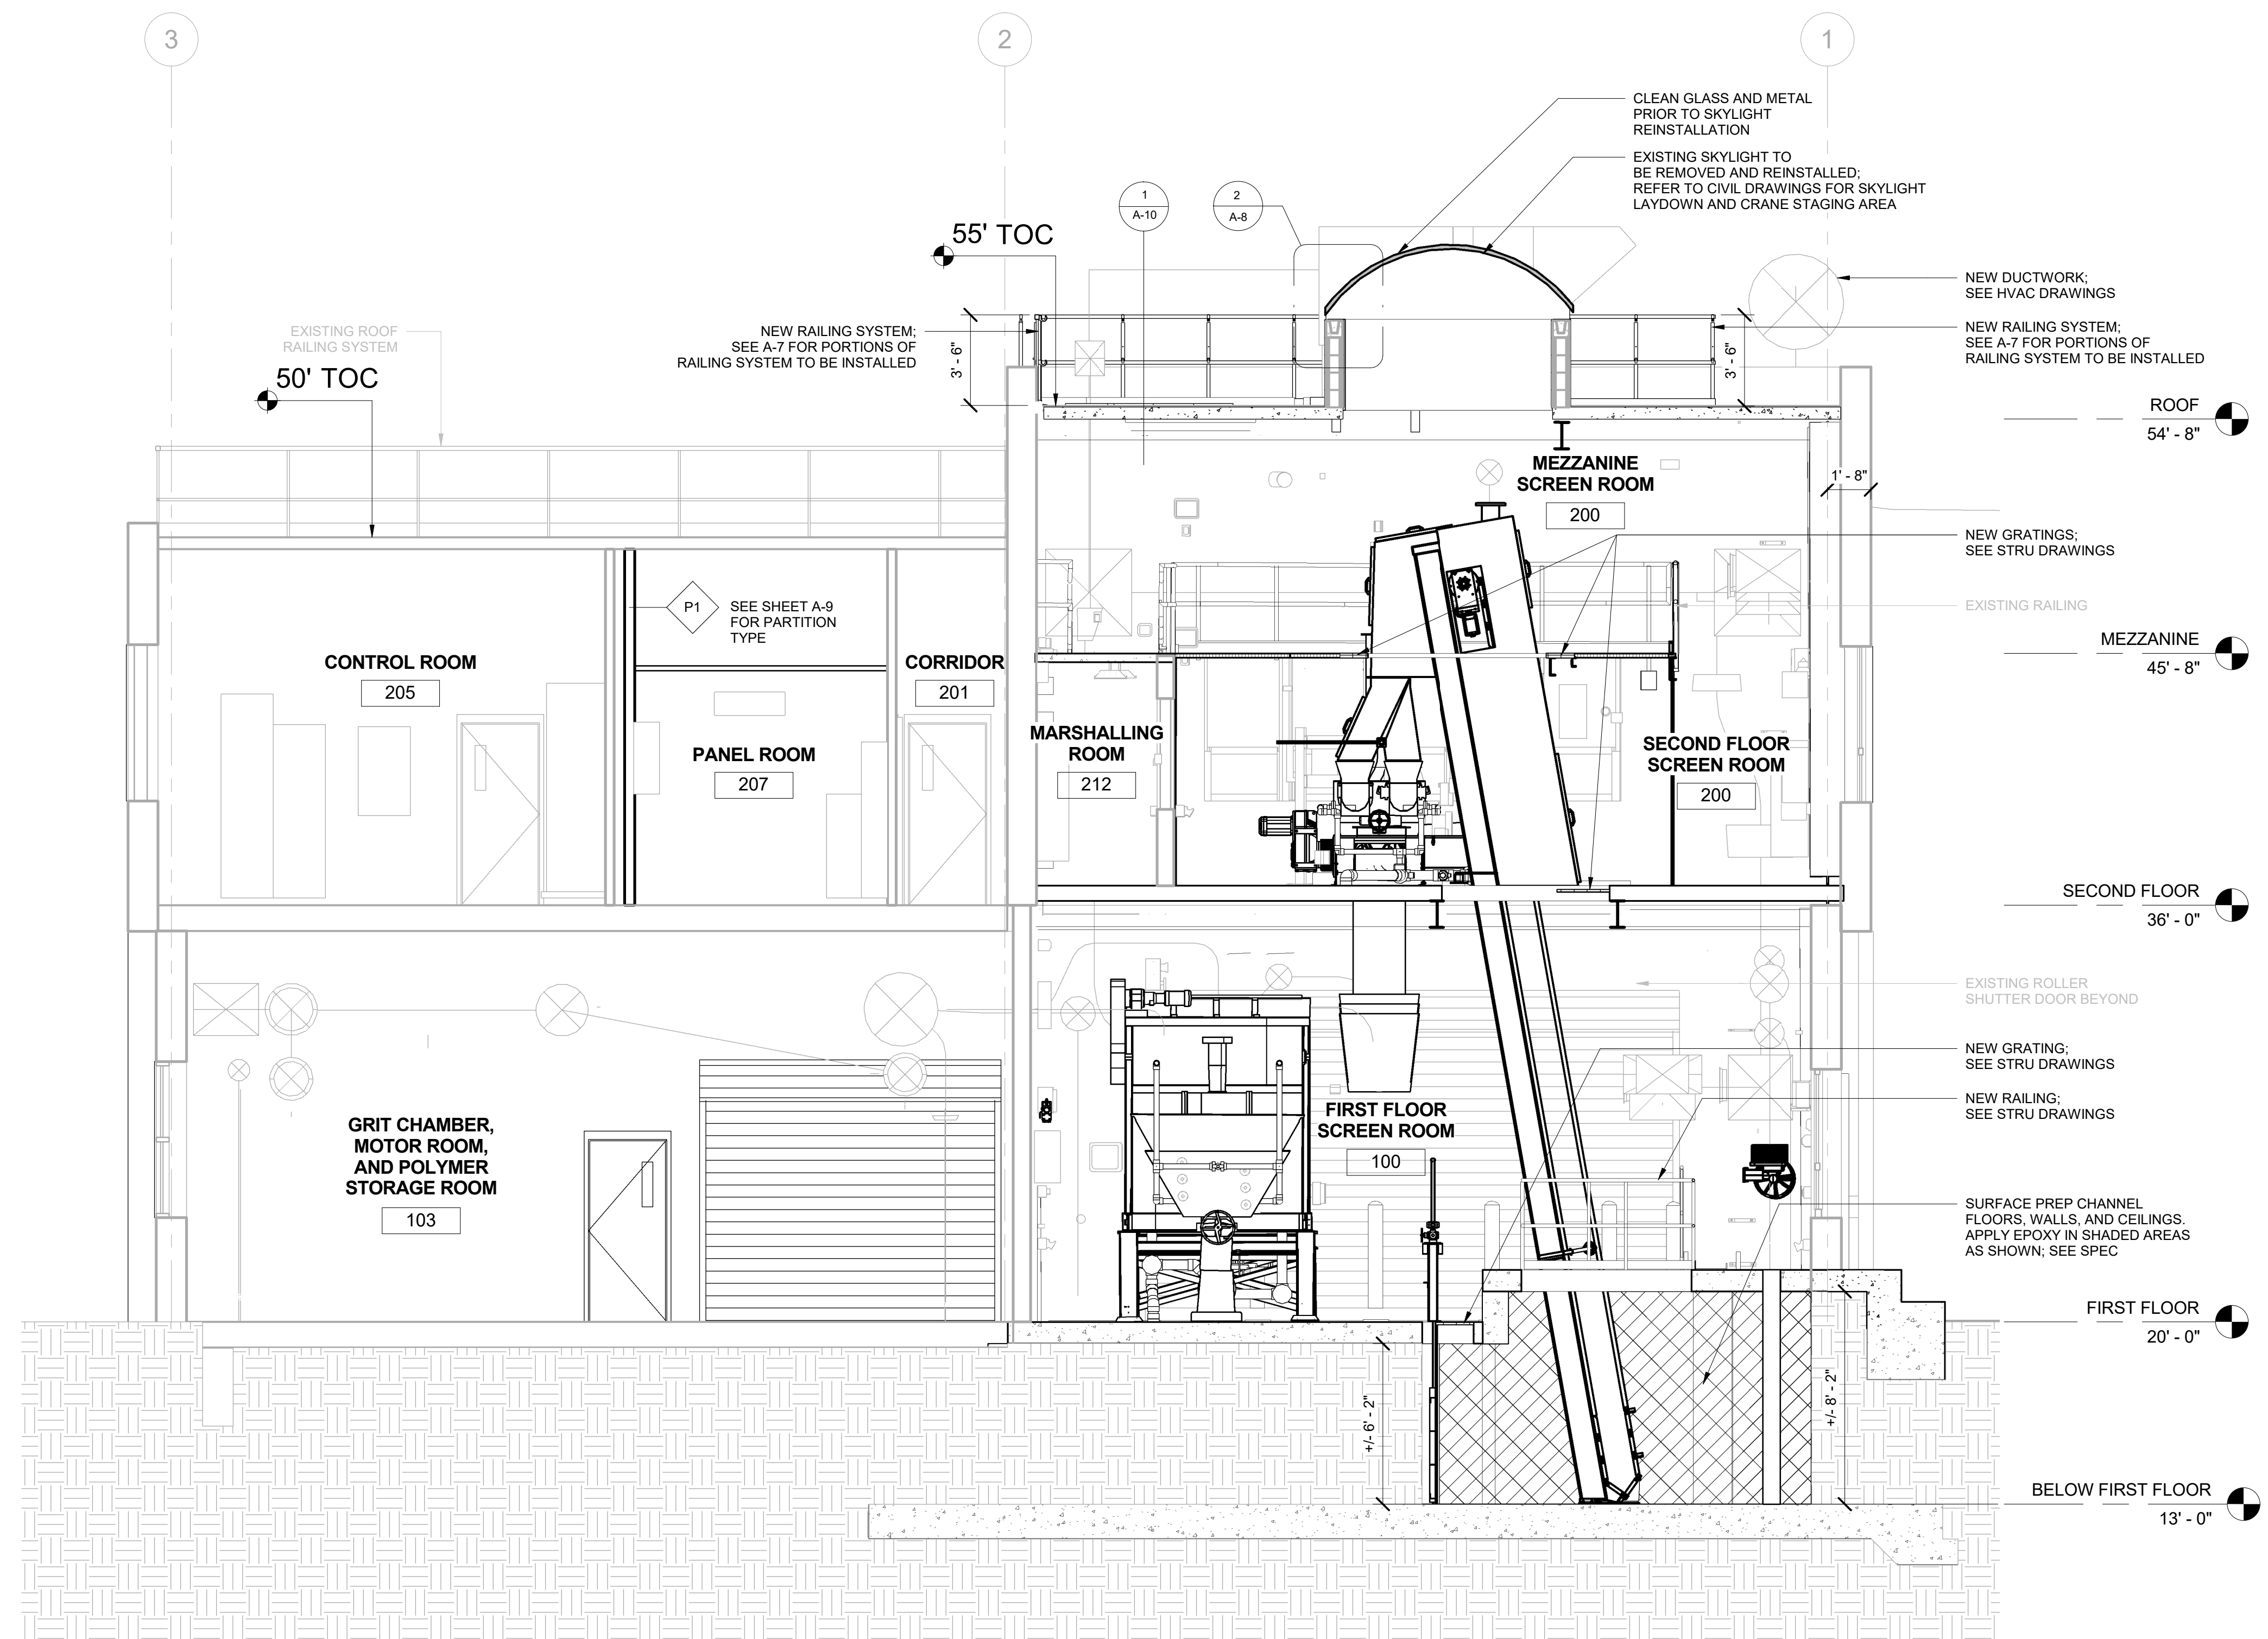 3
2
1
CLEAN GLASS AND METAL
PRIOR TO SKYLIGHT
REINSTALLATION
EXISTING SKYLIGHT TO
BE REMOVED AND REINSTALLED;
REFER TO CIVIL DRAWINGS FOR SKYLIGHT
LAYDOWN AND CRANE STAGING AREA
1
A-10
2
A-8
55' TOC
NEW DUCTWORK;
SEE HVAC DRAWINGS
EXISTING ROOF
RAILING SYSTEM
NEW RAILING SYSTEM;
SEE A-7 FOR PORTIONS OF
RAILING SYSTEM TO BE INSTALLED
3' - 6"
3' - 6"
NEW RAILING SYSTEM;
SEE A-7 FOR PORTIONS OF
RAILING SYSTEM TO BE INSTALLED
50' TOC
ROOF
54' - 8"
MEZZANINE
SCREEN ROOM
200
1' - 8"
NEW GRATINGS;
SEE STRU DRAWINGS
P1
SEE SHEET A-9
FOR PARTITION
TYPE
EXISTING RAILING
MEZZANINE
45' - 8"
CONTROL ROOM
205
CORRIDOR
201
PANEL ROOM
207
MARSHALLING
ROOM
212
SECOND FLOOR
SCREEN ROOM
200
SECOND FLOOR
36' - 0"
EXISTING ROLLER
SHUTTER DOOR BEYOND
NEW GRATING;
SEE STRU DRAWINGS
NEW RAILING;
SEE STRU DRAWINGS
GRIT CHAMBER,
MOTOR ROOM,
AND POLYMER
STORAGE ROOM
103
FIRST FLOOR
SCREEN ROOM
100
SURFACE PREP CHANNEL
FLOORS, WALLS, AND CEILINGS.
APPLY EPOXY IN SHADED AREAS
AS SHOWN; SEE SPEC
FIRST FLOOR
20' - 0"
+/- 6' - 2"
+/- 8' - 2"
BELOW FIRST FLOOR
13' - 0"